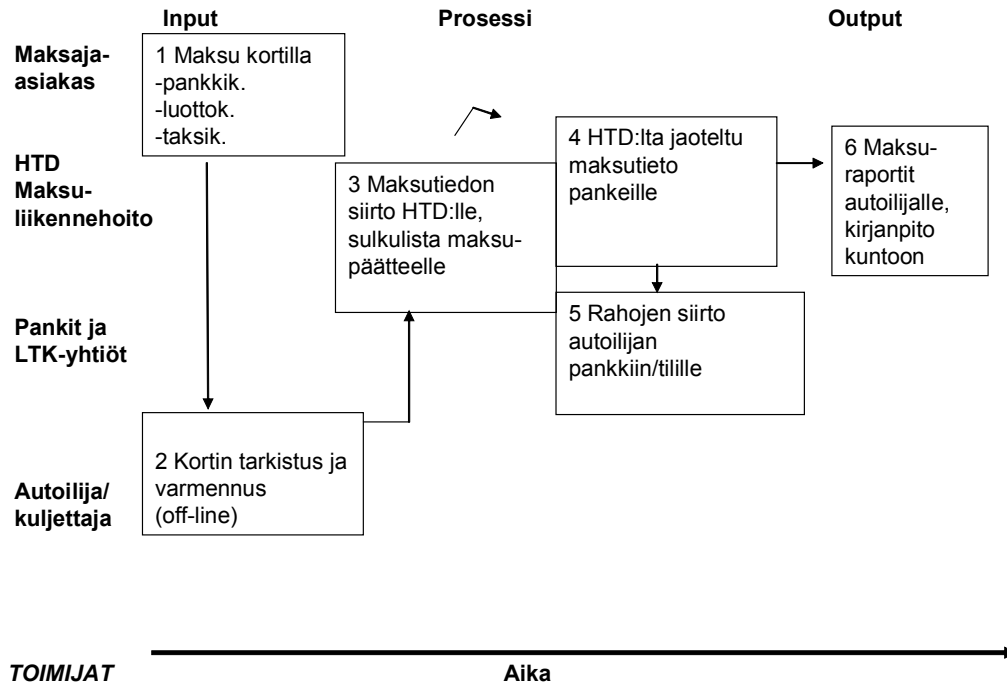 Input
Prosessi
Output
Maksaja-
asiakas
1 Maksu kortilla
-pankkik.
-luottok.
-taksik.
HTD
Maksu-
liikennehoito
3 Maksutiedon
siirto HTD:lle,
sulkulista maksu-
päätteelle
4 HTD:lta jaoteltu
maksutieto
pankeille
6 Maksu-
raportit
autoilijalle,
kirjanpito
kuntoon
Pankit ja
LTK-yhtiöt
5 Rahojen siirto
autoilijan
pankkiin/tilille
Autoilija/
kuljettaja
2 Kortin tarkistus ja
varmennus
(off-line)
TOIMIJAT
Aika